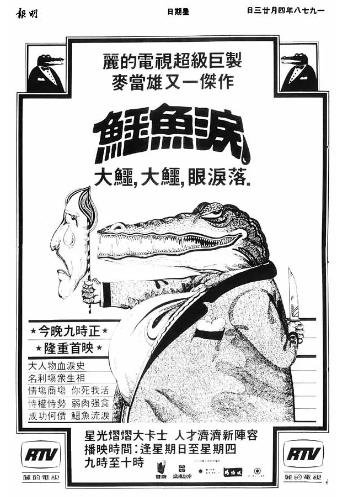 明報
星期日
一九七八年四月廿三日
麗的電視超級巨製
麥當雄又一傑作
鱷魚淚
大鱷,大鱷,眼淚落.
★今晚九時正★
★隆重首映★
大人物血淚史
名利場衆生相
情場商場 你死我活
恃權恃勢 弱肉强食
成功何價 鱷魚流淚
星光熠熠大卡士 人才濟濟新陣容
播映時間：逢星期日至星期四
九時至十時
RTV
麗的電視
RTV
麗的電視